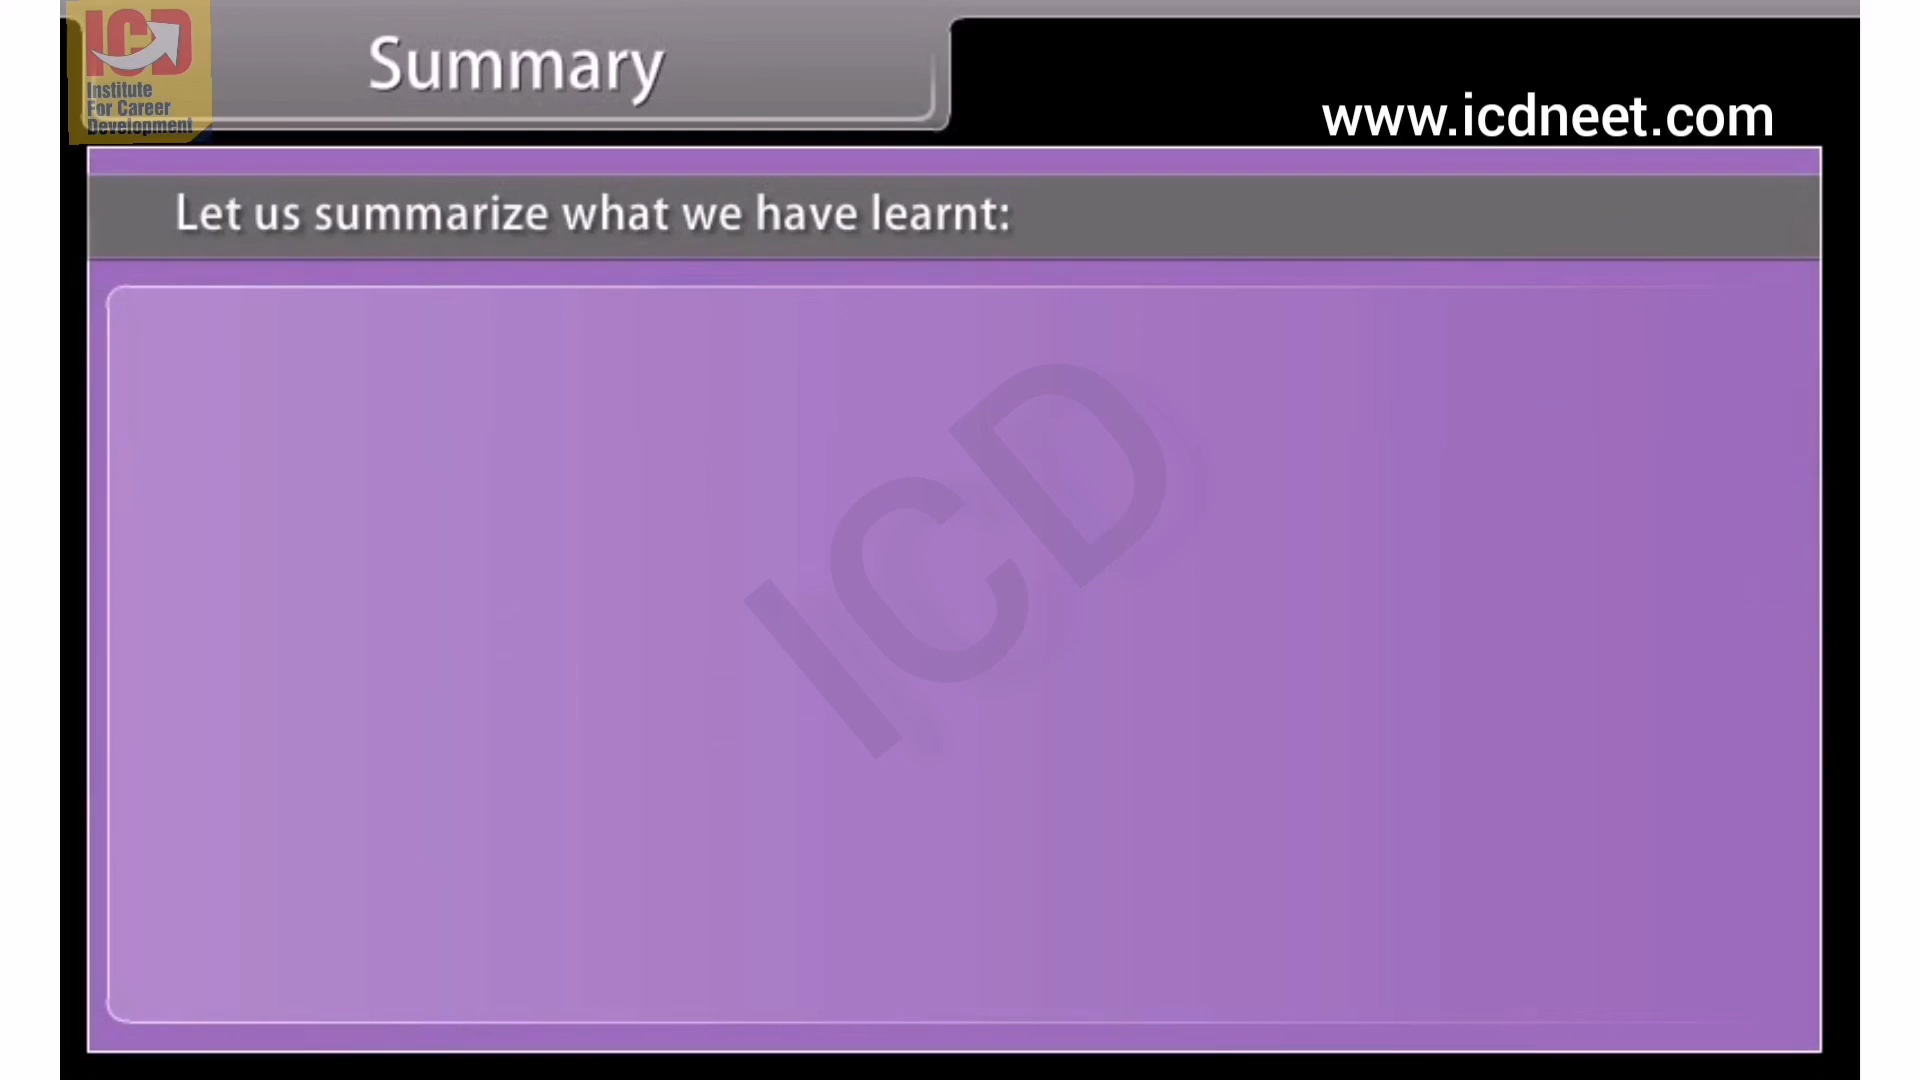 ICD
Institute
For Career
Development
Summary
www.icdneet.com
Let us summarize what we have learnt:
ICD